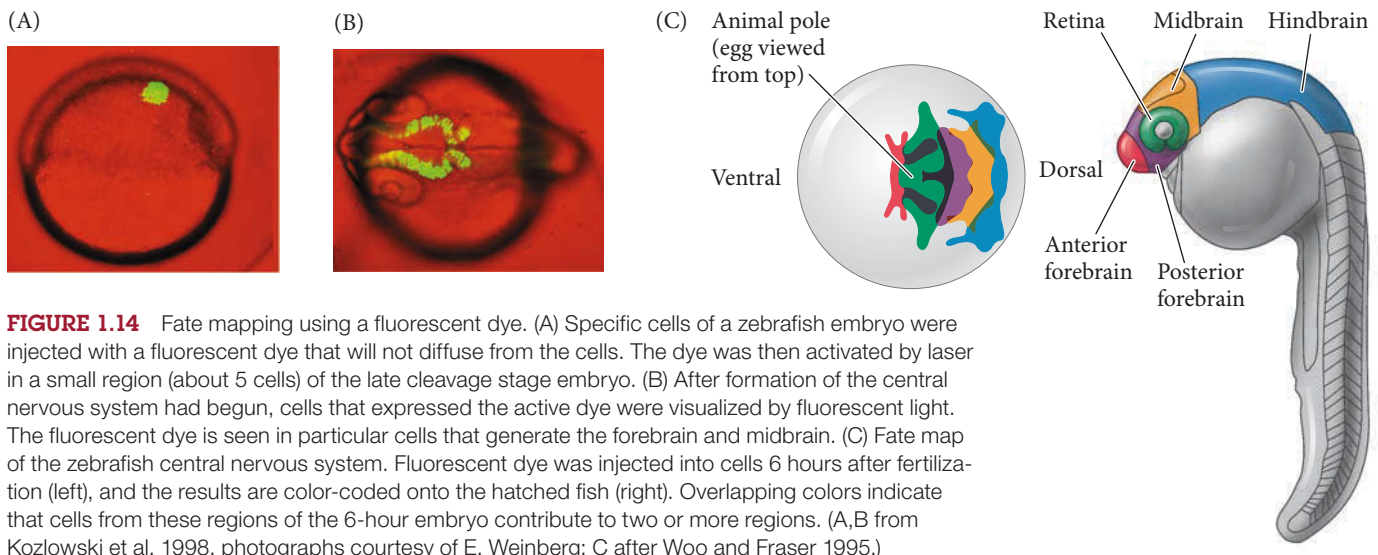 (A)
(B)
(C)
Animal pole
(egg viewed
from top)
Ventral
Dorsal
Retina
Midbrain
Hindbrain
Anterior
forebrain
Posterior
forebrain
FIGURE 1.14 Fate mapping using a fluorescent dye. (A) Specific cells of a zebrafish embryo were
injected with a fluorescent dye that will not diffuse from the cells. The dye was then activated by laser
in a small region (about 5 cells) of the late cleavage stage embryo. (B) After formation of the central
nervous system had begun, cells that expressed the active dye were visualized by fluorescent light.
The fluorescent dye is seen in particular cells that generate the forebrain and midbrain. (C) Fate map
of the zebrafish central nervous system. Fluorescent dye was injected into cells 6 hours after fertiliza-
tion (left), and the results are color-coded onto the hatched fish (right). Overlapping colors indicate
that cells from these regions of the 6-hour embryo contribute to two or more regions. (A,B from
Kozlowski et al. 1998, photographs courtesy of E. Weinberg; C after Woo and Fraser 1995.)